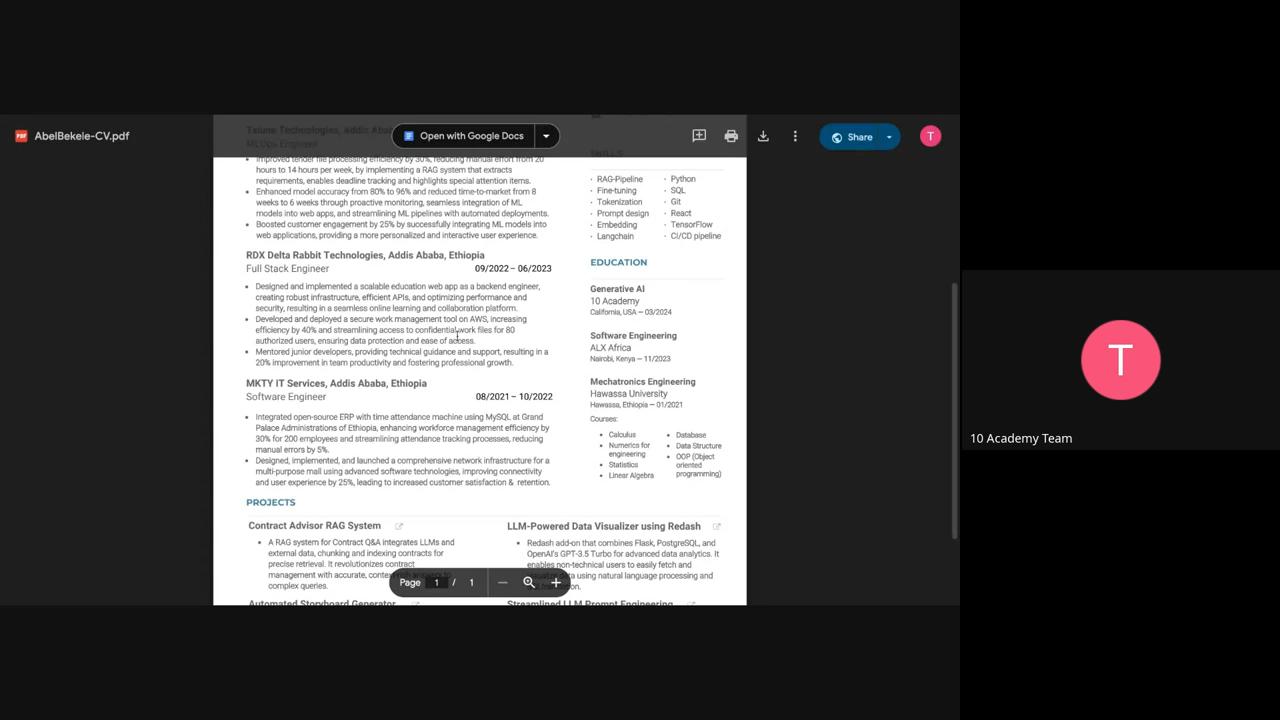 AbelBekele-CV.pdf
Open with Google Docs
Share
T
Txiune Technologies, Addis Abab
MLOps Engineer
Improved tender file processing efficiency by 30%, reducing manual effort from 20
hours to 14 hours per week, by implementing a RAG system that extracts
requirements, enables deadline tracking and highlights special attention items.
Enhanced model accuracy from 80% to 96% and reduced time-to-market from 8
weeks to 6 weeks through proactive monitoring, seamless integration of ML
models into web apps, and streamlining ML pipelines with automated deployments.
Boosted customer engagement by 25% by successfully integrating ML models into
web applications, providing a more personalized and interactive user experience.
RDX Delta Rabbit Technologies, Addis Ababa, Ethiopia
Full Stack Engineer 09/2022 – 06/2023
Designed and implemented a scalable education web app as a backend engineer,
creating robust infrastructure, efficient APIs, and optimizing performance and
security, resulting in a seamless online learning and collaboration platform.
Developed and deployed a secure work management tool on AWS, increasing
efficiency by 40% and streamlining access to confidential work files for 80
authorized users, ensuring data protection and ease of access.
Mentored junior developers, providing technical guidance and support, resulting in a
20% improvement in team productivity and fostering professional growth.
MKTY IT Services, Addis Ababa, Ethiopia
Software Engineer 08/2021 – 10/2022
Integrated open-source ERP with time attendance machine using MySQL at Grand
Palace Administrations of Ethiopia, enhancing workforce management efficiency by
30% for 200 employees and streamlining attendance tracking processes, reducing
manual errors by 5%.
Designed, implemented, and launched a comprehensive network infrastructure for a
multi-purpose mall using advanced software technologies, improving connectivity
and user experience by 25%, leading to increased customer satisfaction & retention.
SKILLS
RAG-Pipeline
Fine-tuning
Tokenization
Prompt design
Embedding
Langchain
Python
SQL
Git
React
TensorFlow
CI/CD pipeline
EDUCATION
Generative AI
10 Academy
California, USA — 03/2024
Software Engineering
ALX Africa
Nairobi, Kenya — 11/2023
Mechatronics Engineering
Hawassa University
Hawassa, Ethiopia — 01/2021
Courses:
Calculus
Numerics for
engineering
Statistics
Linear Algebra
Database
Data Structure
OOP (Object
oriented
programming)
PROJECTS
Contract Advisor RAG System
A RAG system for Contract Q&A integrates LLMs and
external data, chunking and indexing contracts for
precise retrieval. It revolutionizes contract
management with accurate,
complex queries.
LLM-Powered Data Visualizer using Redash
Redash add-on that combines Flask, PostgreSQL, and
OpenAI's GPT-3.5 Turbo for advanced data analytics. It
enables non-technical users to easily fetch and
data using natural language processing and
Automated Storyboard Generator
Streamlined LLM Prompt Engineering
Page 1 / 1
T
10 Academy Team